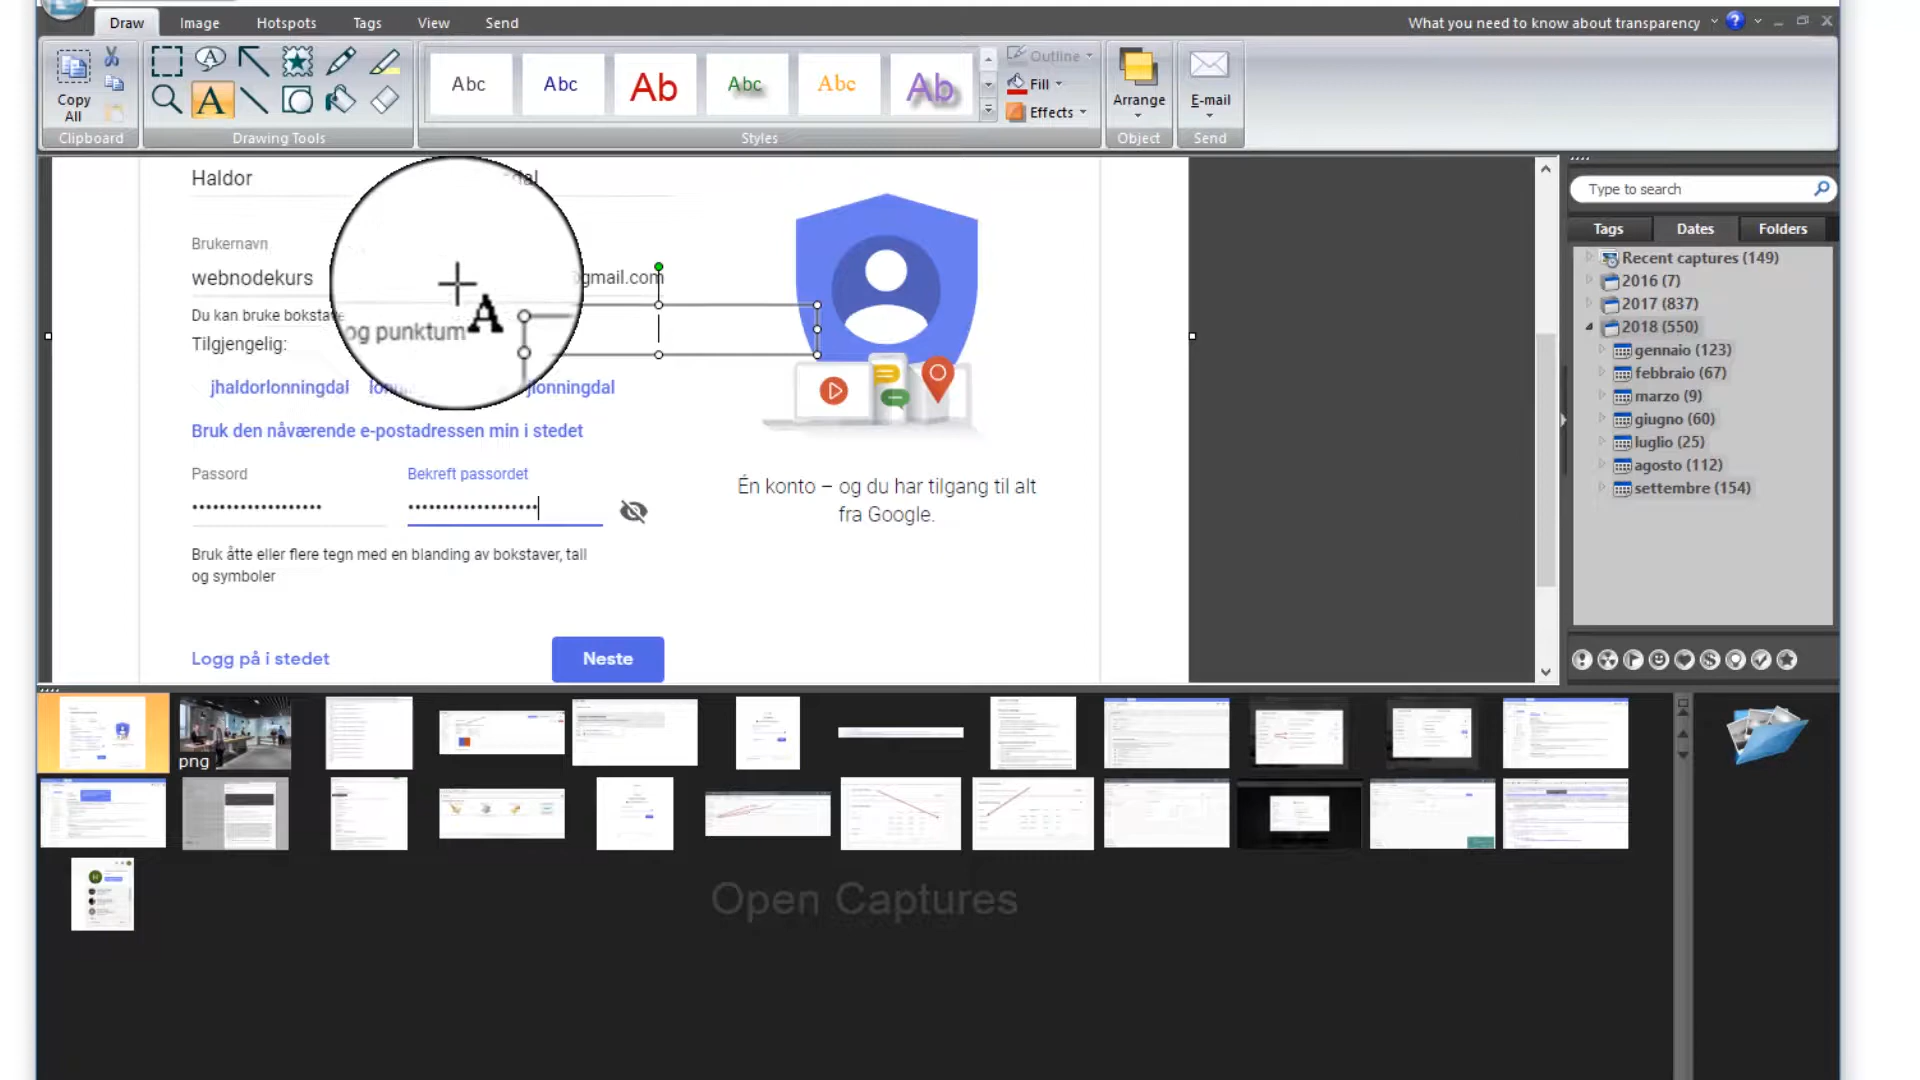 Draw Image Hotspots Tags View Send
What you need to know about transparency
Copy All
Clipboard
Drawing Tools
Abc Abc Ab Abc Abc Ab
Styles
Outline
Fill
Effects
Arrange
Object
E-mail
Send
Haldor
dal
Brukernavn
webnodekurs
gmail.com
Du kan bruke
og punktum
A
Tilgjengelig:
jhaldorlonningdal
jlonningdal
Bruk den nåværende e-postadressen min i stedet
Passord
Bekreft passordet
Bruk åtte eller flere tegn med en blanding av bokstaver, tall
og symboler
Logg på i stedet
Neste
Én konto – og du har tilgang til alt
fra Google.
Type to search
Tags Dates Folders
Recent captures (149)
2016 (7)
2017 (837)
2018 (550)
gennaio (123)
febbraio (67)
marzo (9)
giugno (60)
luglio (25)
agosto (112)
settembre (154)
png
Open Captures